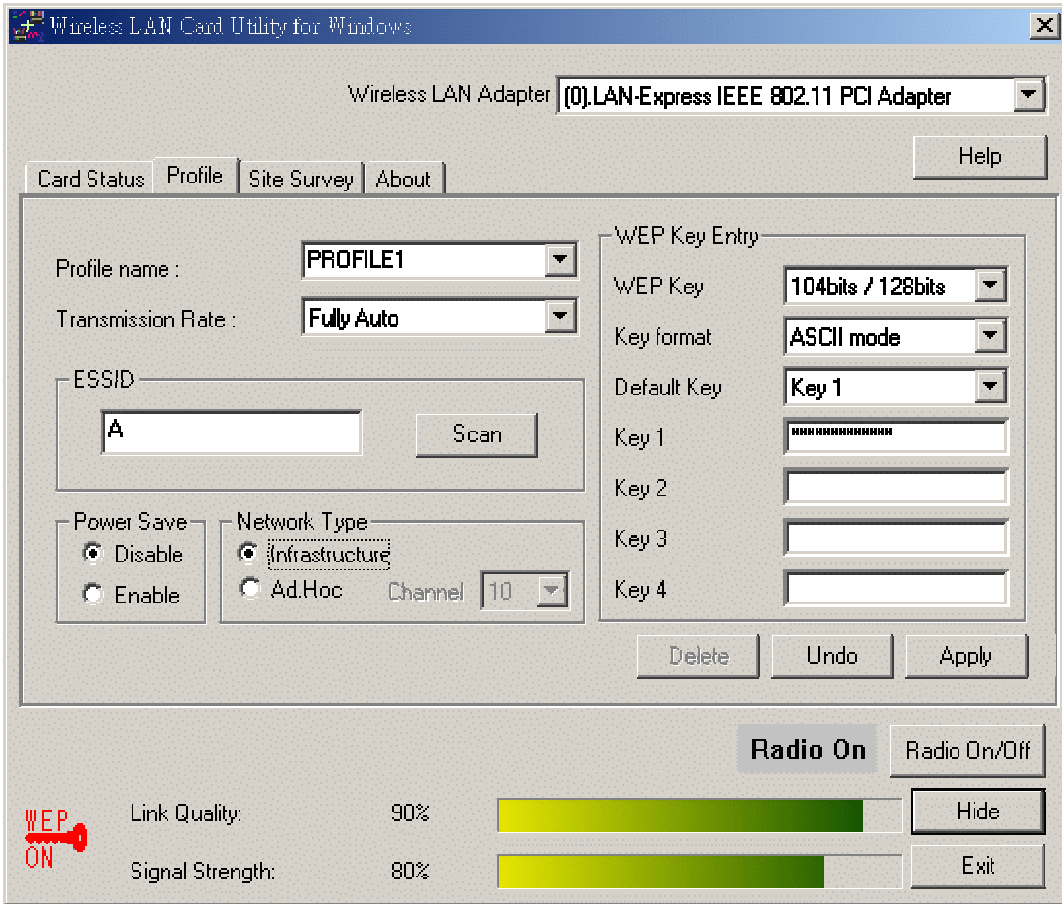 Wireless LAN Card Utility for Windows
Wireless LAN Adapter (0).LAN-Express IEEE 802.11 PCI Adapter
Help
Card Status Profile Site Survey About
Profile name : PROFILE1
Transmission Rate : Fully Auto
ESSID
A
Scan
Power Save
Disable
Enable
Network Type
Infrastructure
Ad.Hoc Channel 10
WEP Key Entry
WEP Key 104bits / 128bits
Key format ASCII mode
Default Key Key 1
Key 1 *************
Key 2
Key 3
Key 4
Delete Undo Apply
Radio On Radio On/Off
WEP ON
Link Quality: 90%
Hide
Signal Strength: 80%
Exit